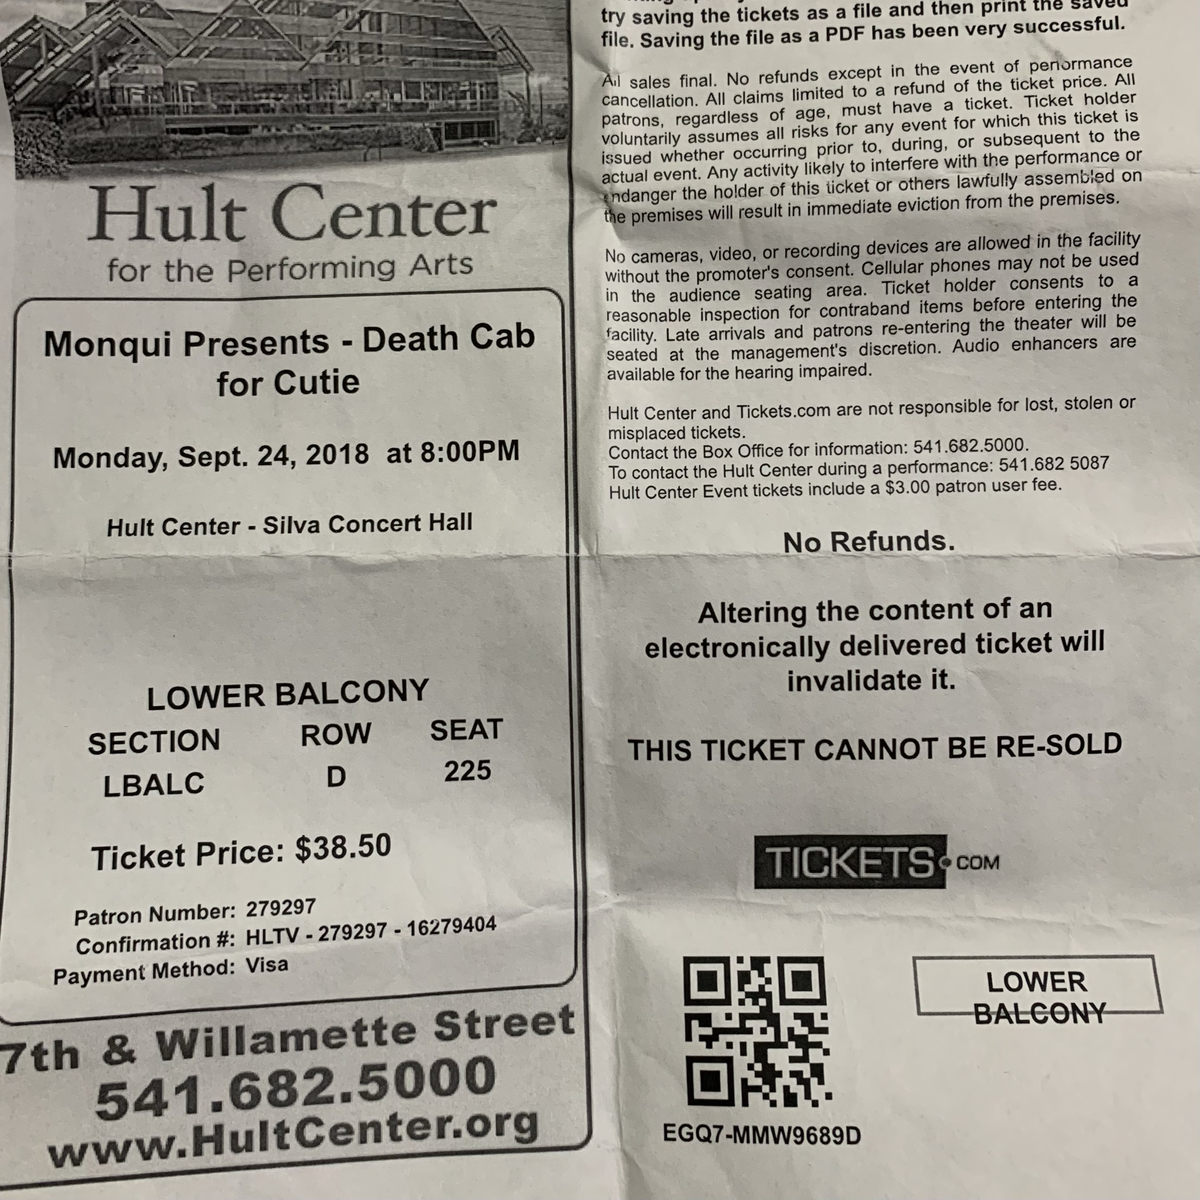 Hult Center
for the Performing Arts
Monqui Presents - Death Cab
for Cutie
Monday, Sept. 24, 2018 at 8:00PM
Hult Center - Silva Concert Hall
LOWER BALCONY
SECTION ROW SEAT
LBALC D 225
Ticket Price: $38.50
Patron Number: 279297
Confirmation #: HLTV - 279297 - 16279404
Payment Method: Visa
7th & Willamette Street
541.682.5000
www.HultCenter.org
try saving the tickets as a file and then print the saved
file. Saving the file as a PDF has been very successful.
All sales final. No refunds except in the event of performance
cancellation. All claims limited to a refund of the ticket price. All
patrons, regardless of age, must have a ticket. Ticket holder
voluntarily assumes all risks for any event for which this ticket is
issued whether occurring prior to, during, or subsequent to the
actual event. Any activity likely to interfere with the performance or
endanger the holder of this ticket or others lawfully assembled on
the premises will result in immediate eviction from the premises.
No cameras, video, or recording devices are allowed in the facility
without the promoter's consent. Cellular phones may not be used
in the audience seating area. Ticket holder consents to a
reasonable inspection for contraband items before entering the
facility. Late arrivals and patrons re-entering the theater will be
seated at the management's discretion. Audio enhancers are
available for the hearing impaired.
Hult Center and Tickets.com are not responsible for lost, stolen or
misplaced tickets.
Contact the Box Office for information: 541.682.5000.
To contact the Hult Center during a performance: 541.682 5087
Hult Center Event tickets include a $3.00 patron user fee.
No Refunds.
Altering the content of an
electronically delivered ticket will
invalidate it.
THIS TICKET CANNOT BE RE-SOLD
TICKETS.COM
LOWER
BALCONY
EGQ7-MMW9689D